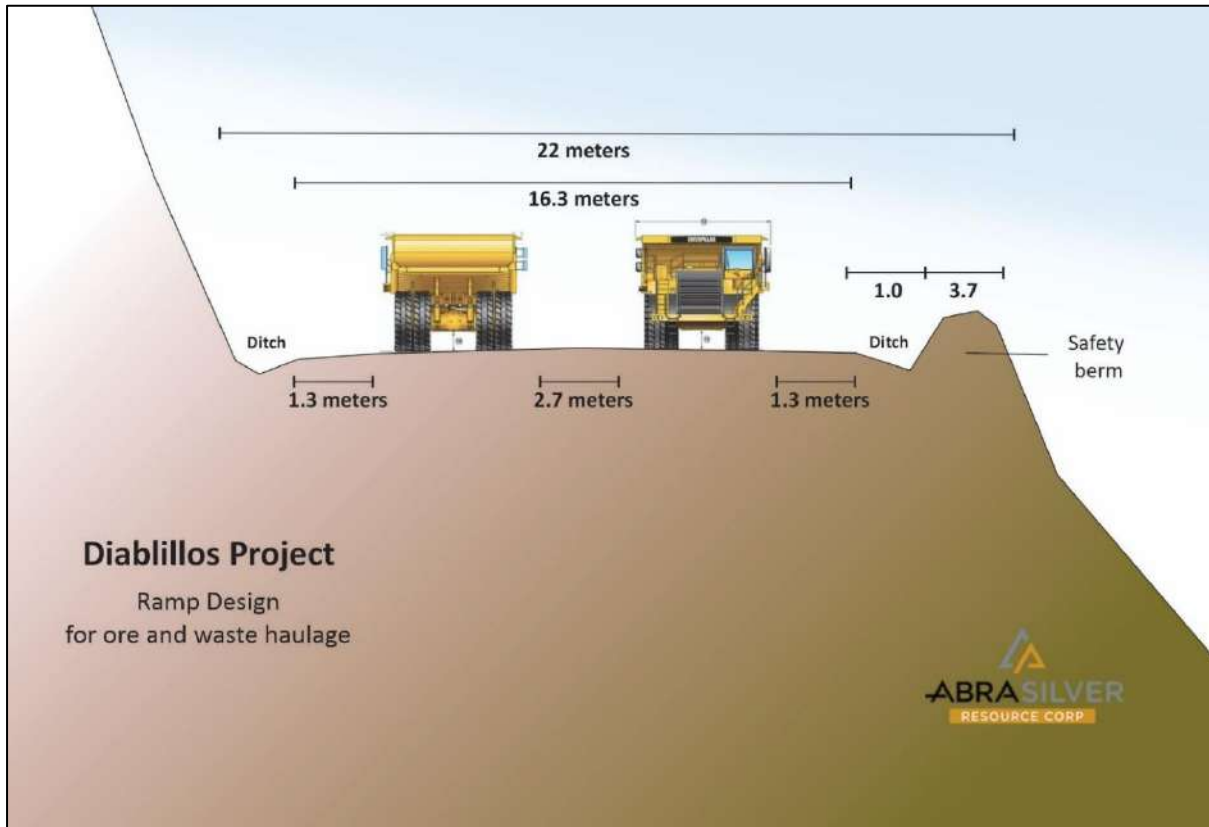 22 meters
16.3 meters
1.0 3.7
Ditch
Ditch
Safety
berm
1.3 meters
2.7 meters
1.3 meters
Diablillos Project
Ramp Design
for ore and waste haulage
ABRASILVER
RESOURCE CORP